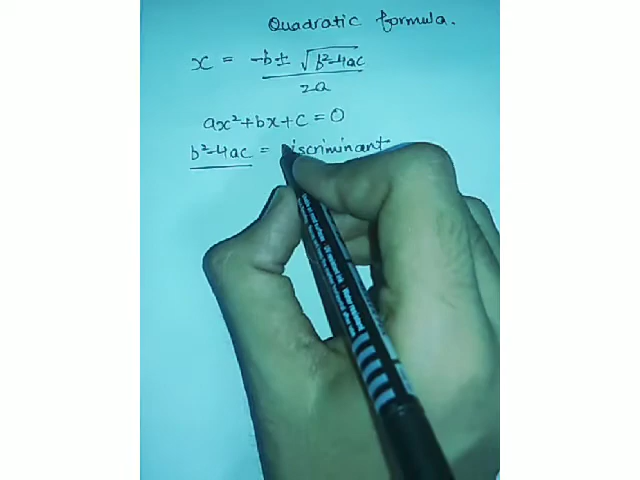 Quadratic formula.
x = -b ± √b²-4ac / 2a
ax²+bx+c = 0
b²-4ac = Discriminant